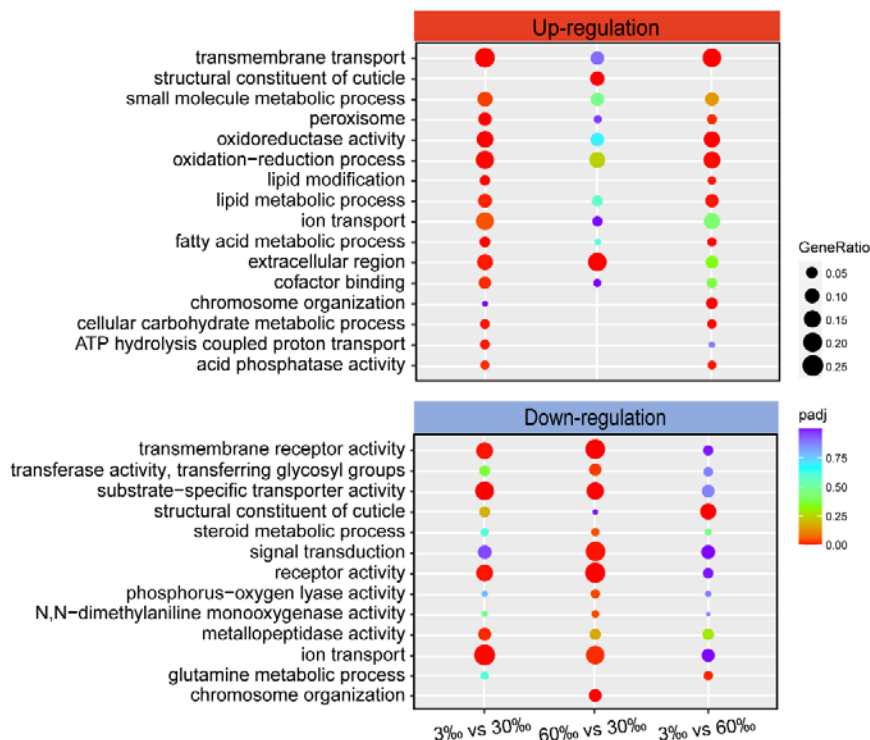 Up-regulation
transmembrane transport
structural constituent of cuticle
small molecule metabolic process
peroxisome
oxidoreductase activity
oxidation−reduction process
lipid modification
lipid metabolic process
ion transport
fatty acid metabolic process
extracellular region
cofactor binding
chromosome organization
cellular carbohydrate metabolic process
ATP hydrolysis coupled proton transport
acid phosphatase activity
GeneRatio
0.05
0.10
0.15
0.20
0.25
padj
0.75
0.50
0.25
0.00
Down-regulation
transmembrane receptor activity
transferase activity, transferring glycosyl groups
substrate−specific transporter activity
structural constituent of cuticle
steroid metabolic process
signal transduction
receptor activity
phosphorus−oxygen lyase activity
N,N−dimethylaniline monooxygenase activity
metallopeptidase activity
ion transport
glutamine metabolic process
chromosome organization
3‰ vs 30‰
60‰ vs 30‰
3‰ vs 60‰